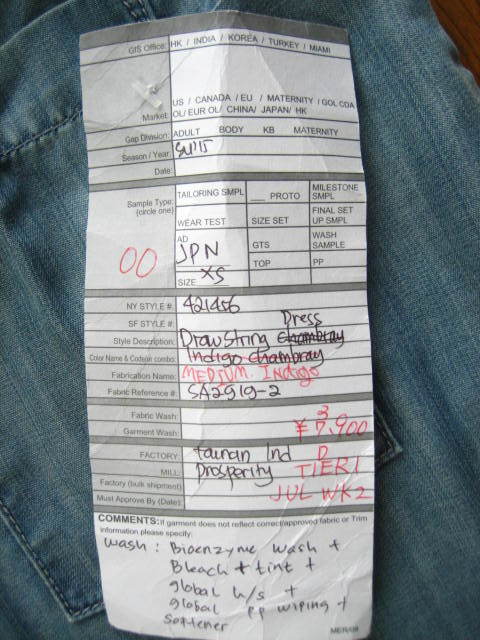 GIS Office: HK / INDIA / KOREA / TURKEY / MIAMI
US / CANADA / EU / MATERNITY / GOL CDA
Market: OL/ EUR OL/ CHINA/ JAPAN/ HK
Gap Division: ADULT BODY KB MATERNITY
Season / Year:
Date:
Sample Type: (circle one)
TAILORING SMPL ___ PROTO MILESTONE SMPL
WEAR TEST SIZE SET FINAL SET UP SMPL
AD JPN GTS WASH SAMPLE
00
SIZE XS TOP PP
NY STYLE #: 421456
SF STYLE #:
Dress
Style Description: Drawstring Chambray
Color Name & Code/or combo: Indigo Chambray
Fabrication Name: MEDIUM Indigo
Fabric Reference #: SA2919-2
Fabric Wash:
Garment Wash: ¥ 7,900
3
FACTORY: tainan Ind D
MILL: Prosperity TIER1
Factory (bulk shipment):
Must Approve By (Date): JUL WK2
COMMENTS: If garment does not reflect correct/approved fabric or Trim
information please specify:
wash: Bioenzyme wash +
Bleach + tint +
global h/s +
global pp wiping +
softener